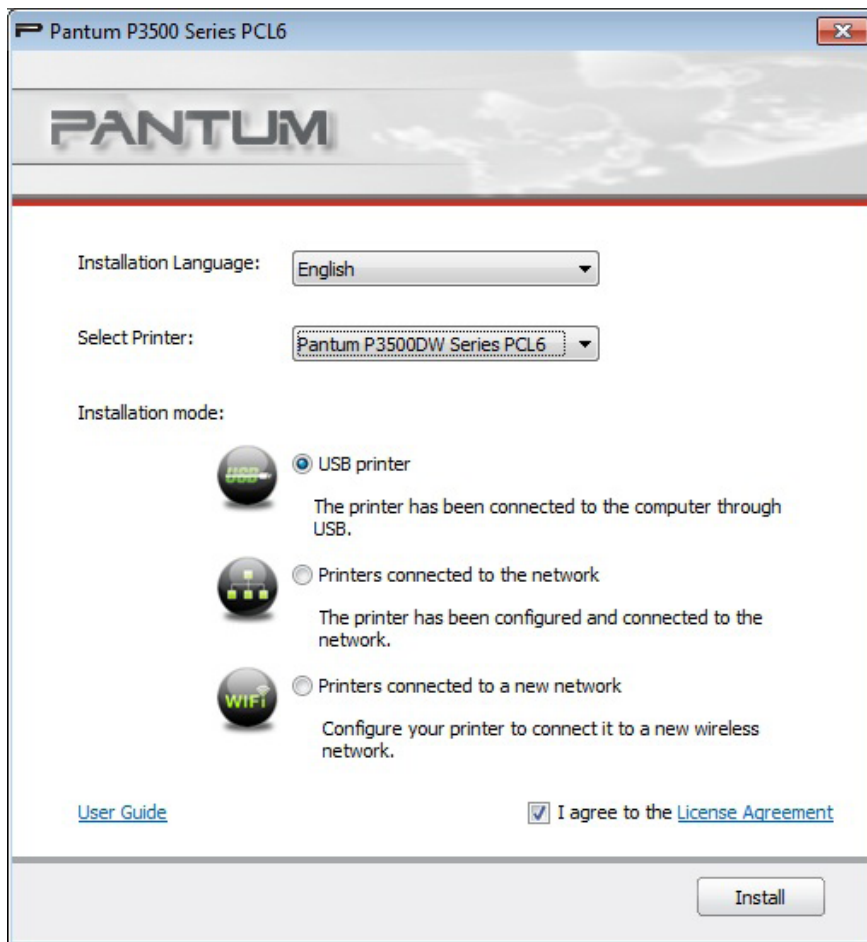 Pantum P3500 Series PCL6
PANTUM
Installation Language:
English
Select Printer:
Pantum P3500DW Series PCL6
Installation mode:
USB
USB printer
The printer has been connected to the computer through
USB.
Printers connected to the network
The printer has been configured and connected to the
network.
WIFI
Printers connected to a new network
Configure your printer to connect it to a new wireless
network.
User Guide
I agree to the License Agreement
Install